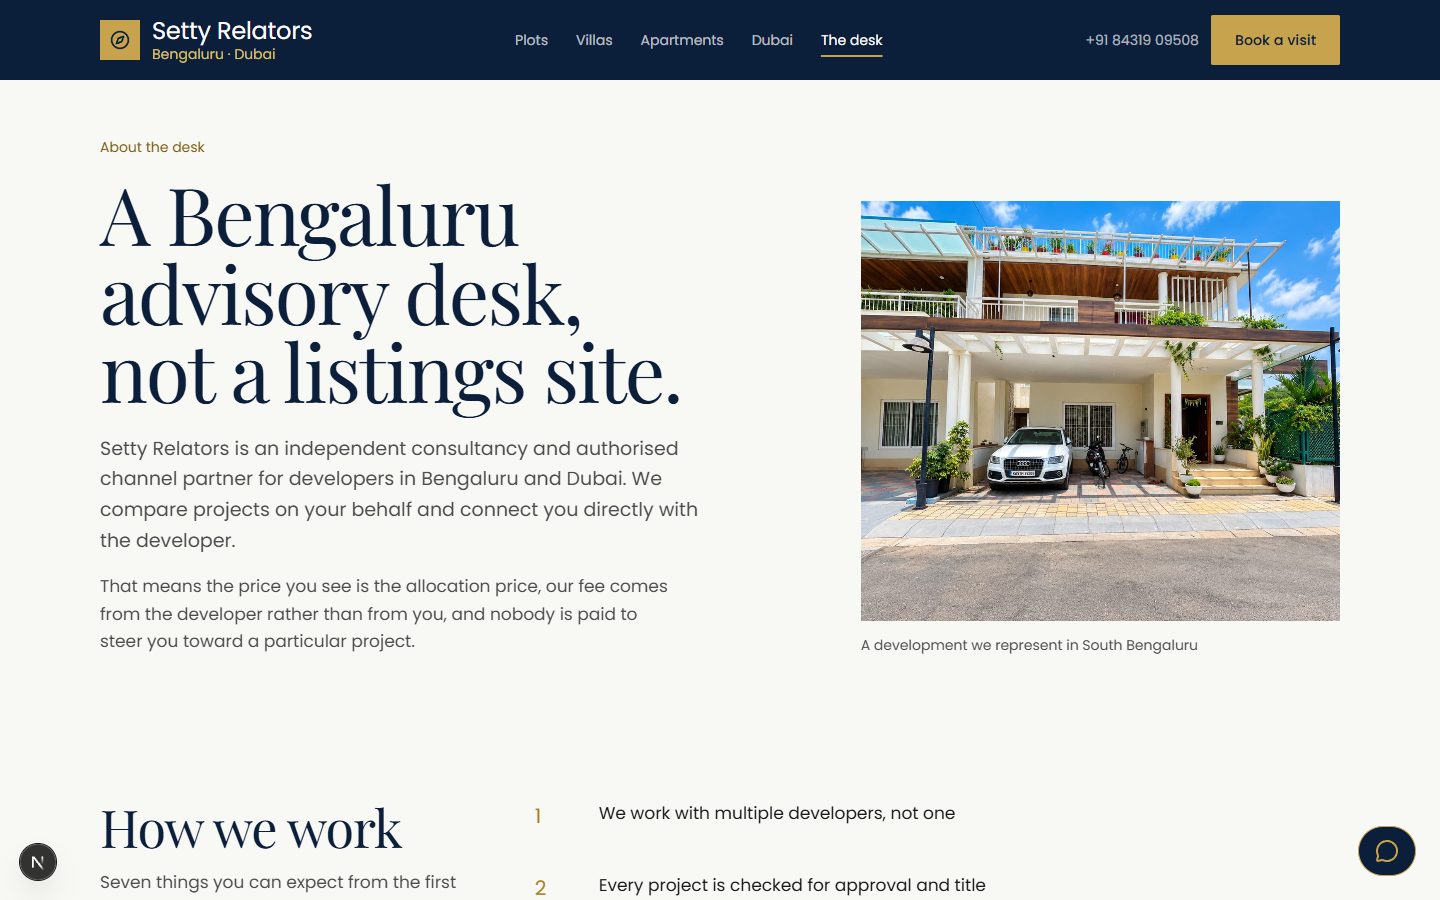 Setty Relators
Bengaluru · Dubai
Plots
Villas
Apartments
Dubai
The desk
+91 84319 09508
Book a visit
About the desk
A Bengaluru
advisory desk,
not a listings site.
Setty Relators is an independent consultancy and authorised
channel partner for developers in Bengaluru and Dubai. We
compare projects on your behalf and connect you directly with
the developer.
That means the price you see is the allocation price, our fee comes
from the developer rather than from you, and nobody is paid to
steer you toward a particular project.
A development we represent in South Bengaluru
How we work
Seven things you can expect from the first
1
We work with multiple developers, not one
2
Every project is checked for approval and title
N